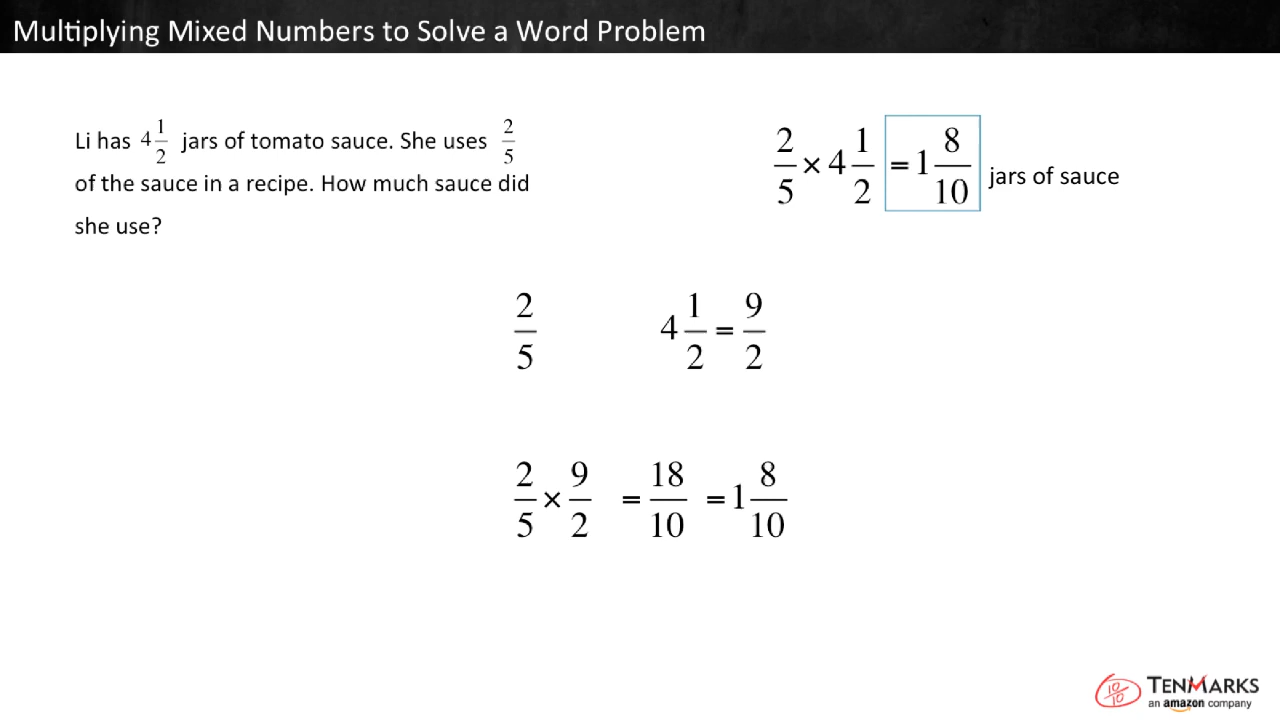 Multiplying Mixed Numbers to Solve a Word Problem
Li has 4 1/2 jars of tomato sauce. She uses 2/5
of the sauce in a recipe. How much sauce did
she use?
2/5 × 4 1/2 = 1 8/10 jars of sauce
2/5 4 1/2 = 9/2
2/5 × 9/2 = 18/10 = 1 8/10
10/10 TENMARKS
an amazon company